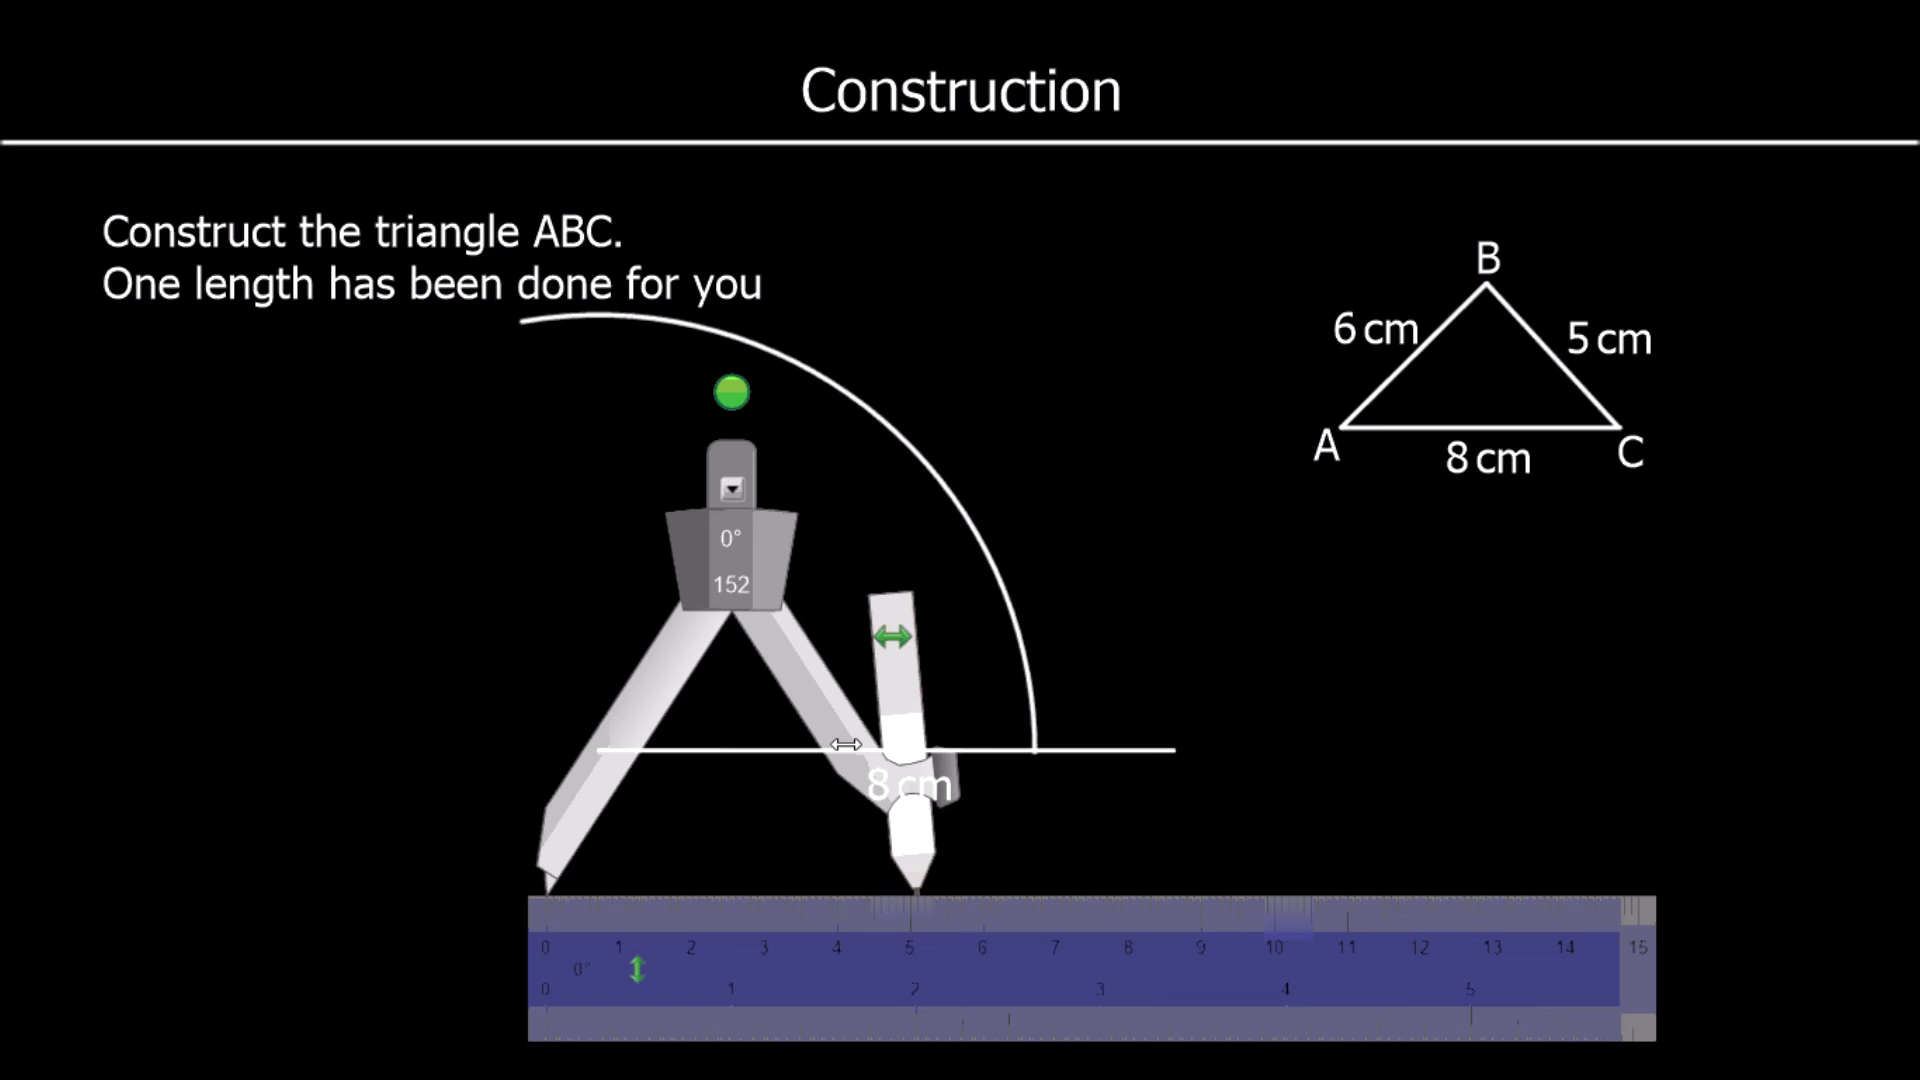 Construction
Construct the triangle ABC.
One length has been done for you
B
6 cm
5 cm
A
8 cm
C
0°
152
8 cm
0 1 2 3 4 5 6 7 8 9 10 11 12 13 14 15
0°
0 1 2 3 4 5